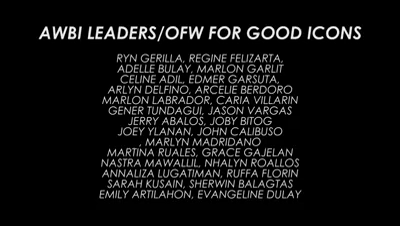 AWBI LEADERS/OFW FOR GOOD ICONS
RYN GERILLA, REGINE FELIZARTA,
ADELLE BULAY, MARLON GARLIT
CELINE ADIL, EDMER GARSUTA,
ARLYN DELFINO, ARCELIE BERDORO
MARLON LABRADOR, CARIA VILLARIN
GENER TUNDAGUI, JASON VARGAS
JERRY ABALOS, JOBY BITOG
JOEY YLANAN, JOHN CALIBUSO
, MARLYN MADRIDANO
MARTINA RUALES, GRACE GAJELAN
NASTRA MAWALLIL, NHALYN ROALLOS
ANNALIZA LUGATIMAN, RUFFA FLORIN
SARAH KUSAIN, SHERWIN BALAGTAS
EMILY ARTILAHON, EVANGELINE DULAY